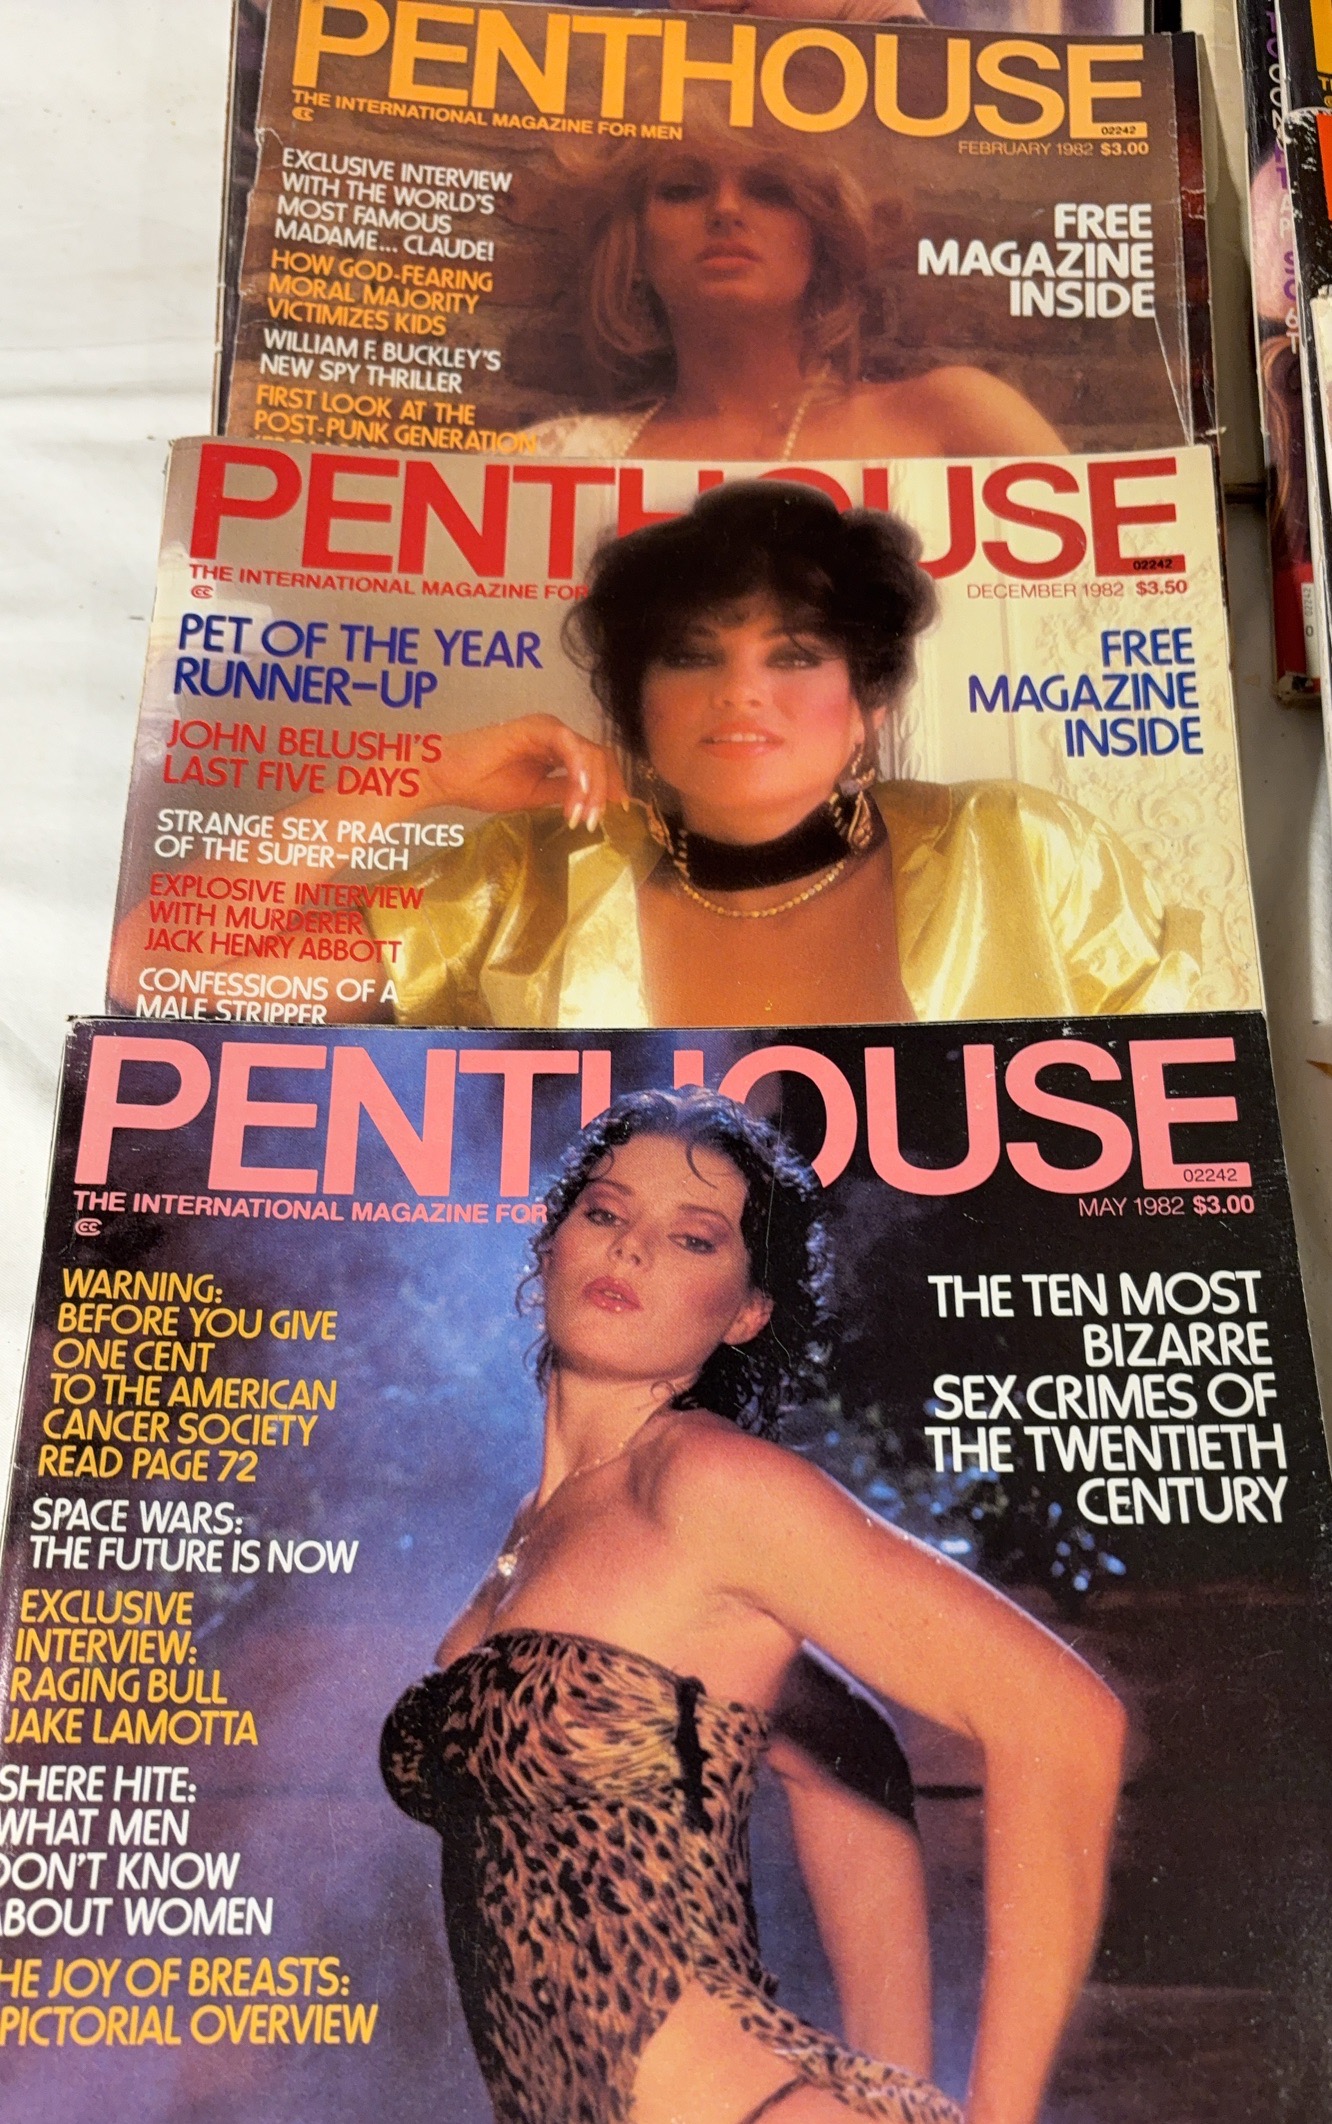 PENTHOUSE
THE INTERNATIONAL MAGAZINE FOR MEN
02242
FEBRUARY 1982 $3.00
EXCLUSIVE INTERVIEW
WITH THE WORLD'S
MOST FAMOUS
MADAME... CLAUDE!
HOW GOD-FEARING
MORAL MAJORITY
VICTIMIZES KIDS
WILLIAM F. BUCKLEY'S
NEW SPY THRILLER
FIRST LOOK AT THE
POST-PUNK GENERATION
FREE
MAGAZINE
INSIDE
PENTHOUSE
THE INTERNATIONAL MAGAZINE FOR
02242
DECEMBER 1982 $3.50
PET OF THE YEAR
RUNNER-UP
JOHN BELUSHI'S
LAST FIVE DAYS
STRANGE SEX PRACTICES
OF THE SUPER-RICH
EXPLOSIVE INTERVIEW
WITH MURDERER
JACK HENRY ABBOTT
CONFESSIONS OF A
MALE STRIPPER
FREE
MAGAZINE
INSIDE
PENTHOUSE
THE INTERNATIONAL MAGAZINE FOR
02242
MAY 1982 $3.00
WARNING:
BEFORE YOU GIVE
ONE CENT
TO THE AMERICAN
CANCER SOCIETY
READ PAGE 72
SPACE WARS:
THE FUTURE IS NOW
EXCLUSIVE
INTERVIEW:
RAGING BULL
JAKE LAMOTTA
SHERE HITE:
WHAT MEN
DON'T KNOW
ABOUT WOMEN
THE JOY OF BREASTS:
PICTORIAL OVERVIEW
THE TEN MOST
BIZARRE
SEX CRIMES OF
THE TWENTIETH
CENTURY